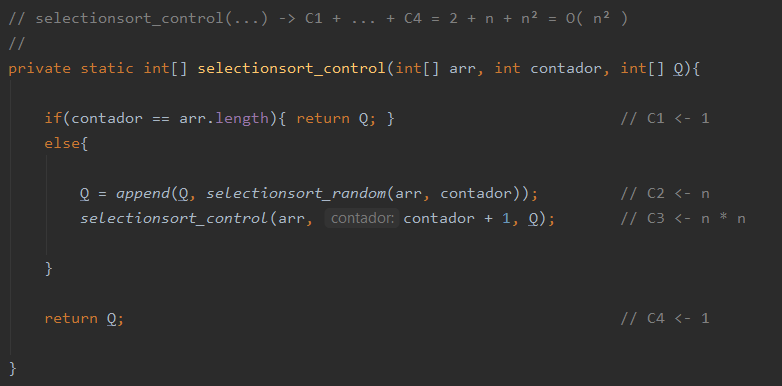 // selectionsort_control(...) -> C1 + ... + C4 = 2 + n + n² = O( n² )
//
private static int[] selectionsort_control(int[] arr, int contador, int[] Q){
if(contador == arr.length){ return Q; } // C1 <- 1
else{
Q = append(Q, selectionsort_random(arr, contador)); // C2 <- n
selectionsort_control(arr, contador: contador + 1, Q); // C3 <- n * n
}
return Q; // C4 <- 1
}